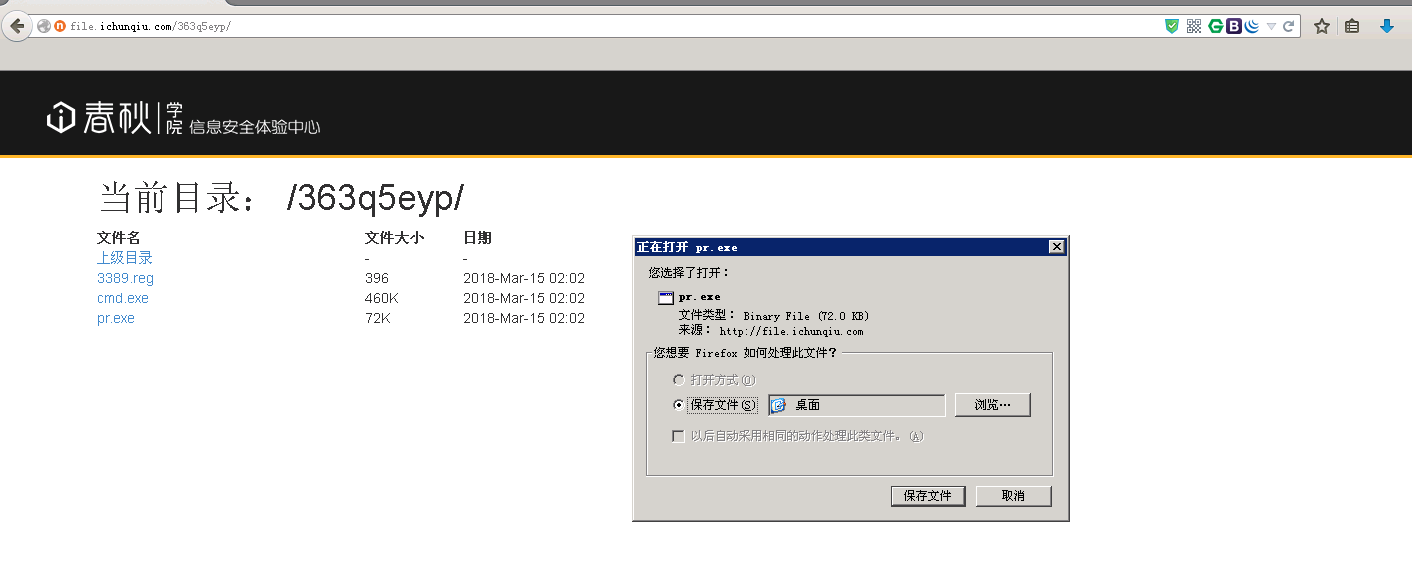 file.ichunqiu.com/363q5eyp/
春秋 学院 信息安全体验中心
当前目录： /363q5eyp/
文件名 文件大小 日期
上级目录 - -
3389.reg 396 2018-Mar-15 02:02
cmd.exe 460K 2018-Mar-15 02:02
pr.exe 72K 2018-Mar-15 02:02
正在打开 pr.exe
您选择了打开：
pr.exe
文件类型： Binary File (72.0 KB)
来源： http://file.ichunqiu.com
您想要 Firefox 如何处理此文件？
打开方式(O)
保存文件(S) 桌面 浏览…
以后自动采用相同的动作处理此类文件。(A)
保存文件 取消